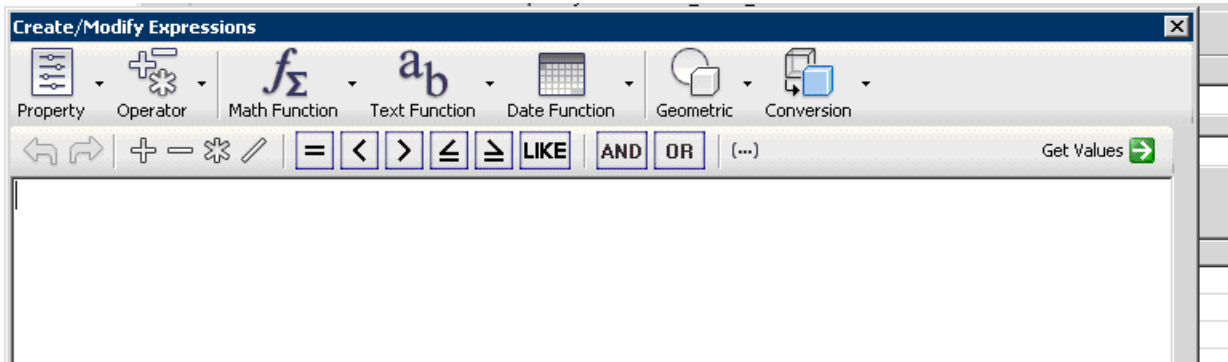 Create/Modify Expressions
Property Operator Math Function Text Function Date Function Geometric Conversion
= < > ≤ ≥ LIKE AND OR (...) Get Values